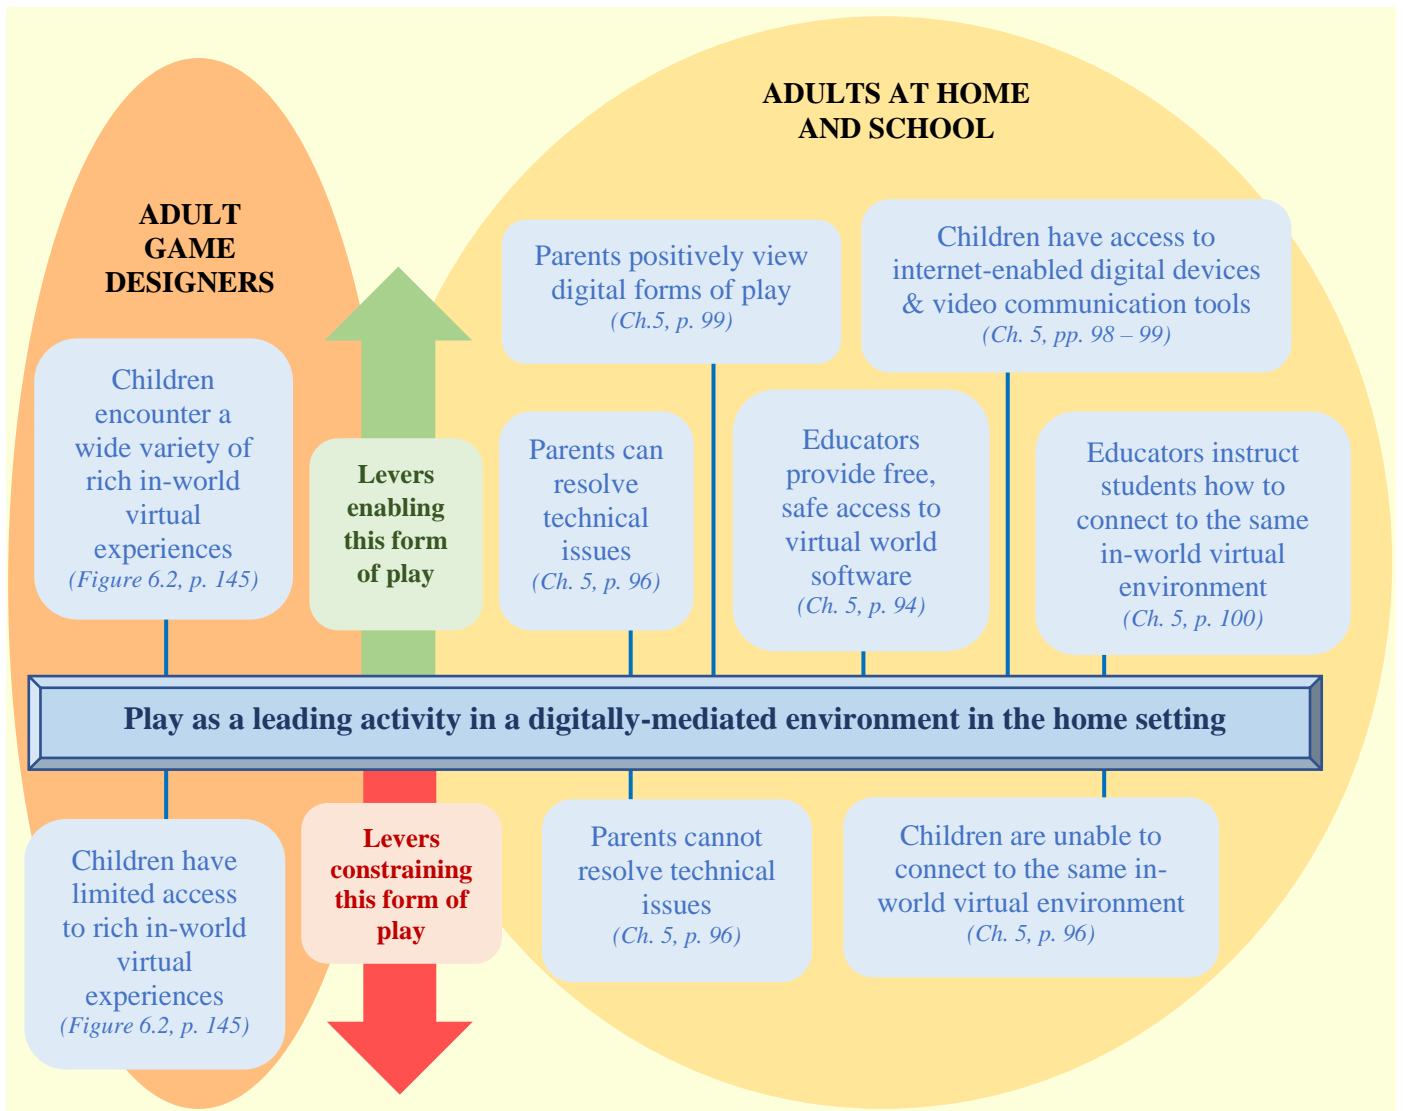 ADULTS AT HOME
AND SCHOOL
ADULT
GAME
DESIGNERS
Children
encounter a
wide variety of
rich in-world
virtual
experiences
(Figure 6.2, p. 145)
Levers
enabling
this form
of play
Parents positively view
digital forms of play
(Ch.5, p. 99)
Children have access to
internet-enabled digital devices
& video communication tools
(Ch. 5, pp. 98 – 99)
Parents can
resolve
technical
issues
(Ch. 5, p. 96)
Educators
provide free,
safe access to
virtual world
software
(Ch. 5, p. 94)
Educators instruct
students how to
connect to the same
in-world virtual
environment
(Ch. 5, p. 100)
Play as a leading activity in a digitally-mediated environment in the home setting
Children have
limited access
to rich in-world
virtual
experiences
(Figure 6.2, p. 145)
Levers
constraining
this form of
play
Parents cannot
resolve technical
issues
(Ch. 5, p. 96)
Children are unable to
connect to the same in-
world virtual environment
(Ch. 5, p. 96)